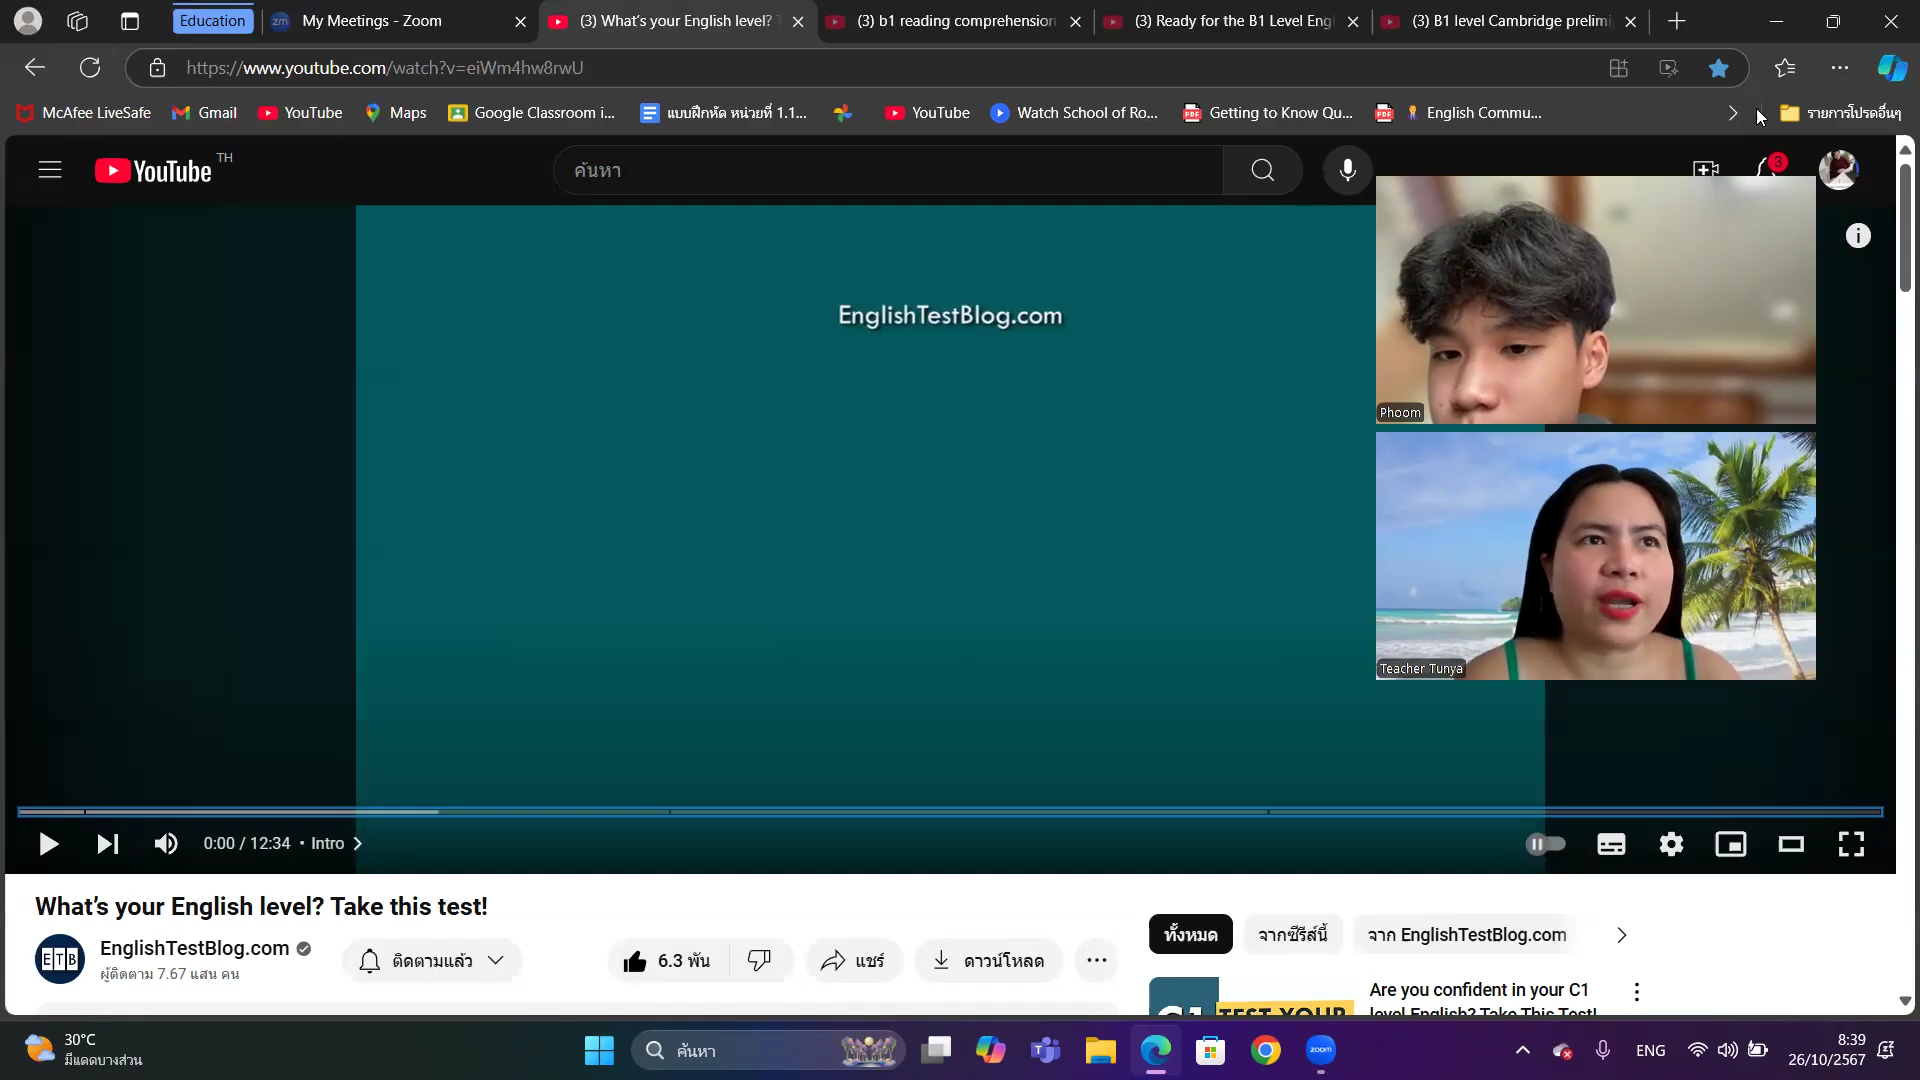 Education
My Meetings - Zoom
(3) What's your English level? T
(3) b1 reading comprehension
(3) Ready for the B1 Level Engl
(3) B1 level Cambridge prelimi
https://www.youtube.com/watch?v=eiWm4hw8rwU
McAfee LiveSafe
Gmail
YouTube
Maps
Google Classroom i...
แบบฝึกหัด หน่วยที่ 1.1...
YouTube
Watch School of Ro...
Getting to Know Qu...
English Commu...
รายการโปรดอื่นๆ
YouTube TH
ค้นหา
3
EnglishTestBlog.com
Phoom
Teacher Tunya
0:00 / 12:34 • Intro
What's your English level? Take this test!
ETB
EnglishTestBlog.com
ผู้ติดตาม 7.67 แสน คน
ติดตามแล้ว
6.3 พัน
แชร์
ดาวน์โหลด
ทั้งหมด
จากซีรีส์นี้
จาก EnglishTestBlog.com
C1 TEST YOUR
Are you confident in your C1
level English? Take This Test!
30°C
มีแดดบางส่วน
ค้นหา
zoom
ENG
8:39
26/10/2567